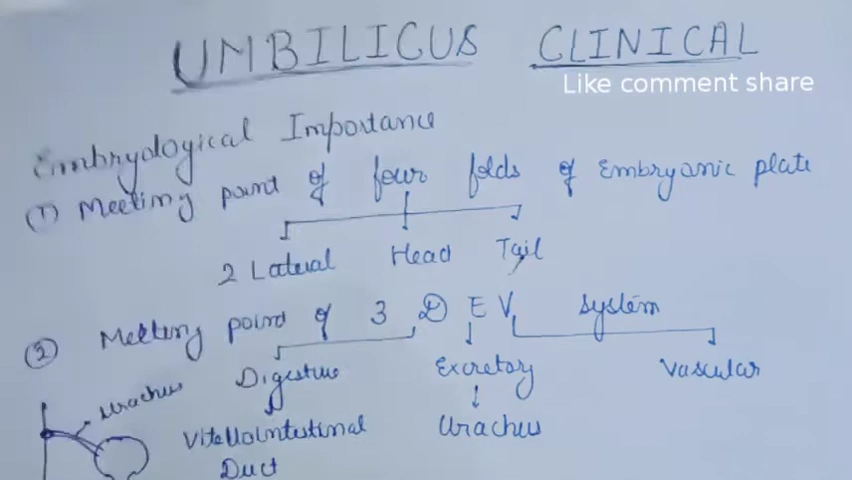 UMBILICUS CLINICAL
Like comment share
Embryological Importance
(1) Meeting point of four folds of Embryonic plate
2 Lateral Head Tail
(2) Meeting point of 3 D E V System
Digestive Excretory Vascular
Urachus
Vitellointestinal Urachus
Duct